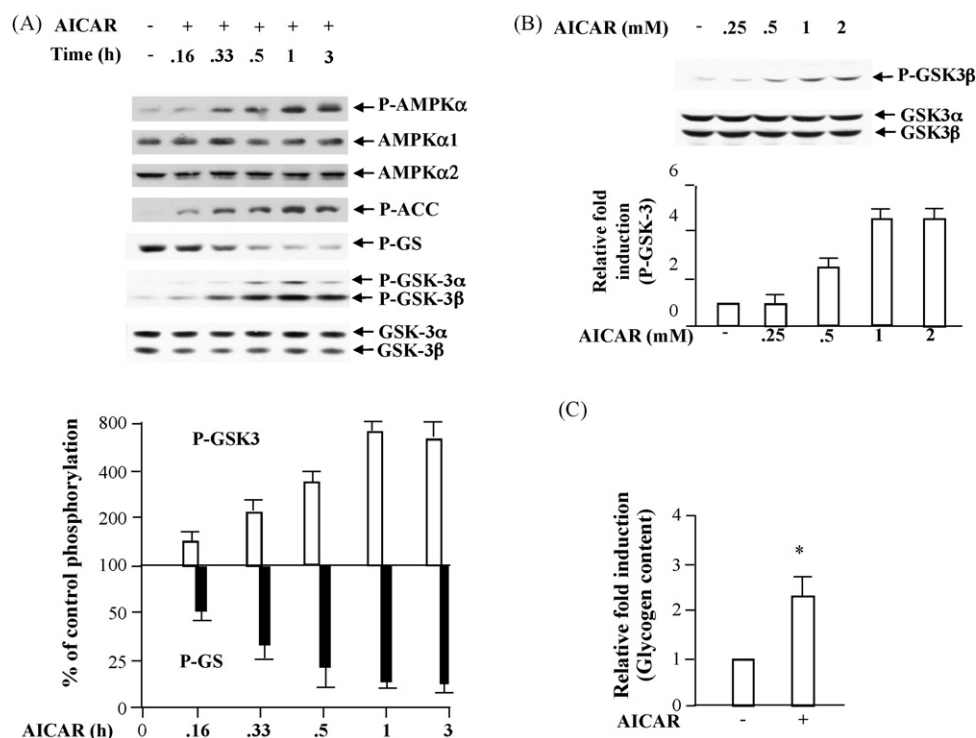 (A) AICAR - + + + + +
Time (h) - .16 .33 .5 1 3
P-AMPKα
AMPKα1
AMPKα2
P-ACC
P-GS
P-GSK-3α
P-GSK-3β
GSK-3α
GSK-3β
% of control phosphorylation
800
400
200
100
50
25
0
P-GSK3
P-GS
AICAR (h) 0 .16 .33 .5 1 3
(B) AICAR (mM) - .25 .5 1 2
P-GSK3β
GSK3α
GSK3β
Relative fold
induction
(P-GSK-3)
6
4
2
0
AICAR (mM) - .25 .5 1 2
(C)
Relative fold induction
(Glycogen content)
4
3
2
1
0
*
AICAR - +